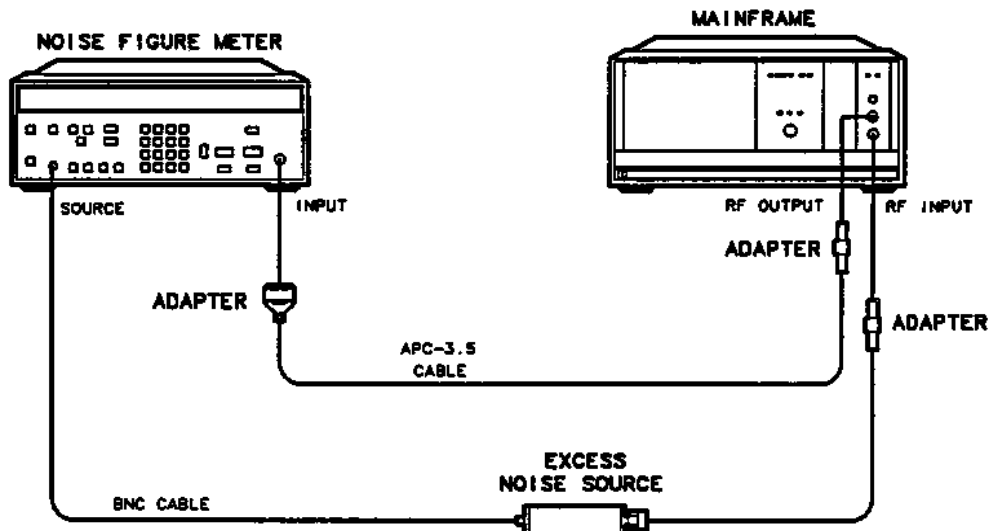 MAINFRAME
NOISE FIGURE METER
SOURCE
INPUT
RF OUTPUT
RF INPUT
ADAPTER
ADAPTER
ADAPTER
APC-3.5
CABLE
EXCESS
NOISE SOURCE
BNC CABLE